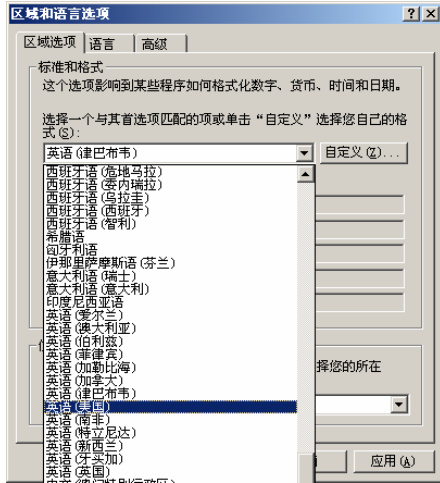 区域和语言选项
区域选项 语言 高级
标准和格式
这个选项影响到某些程序如何格式化数字、货币、时间和日期。
选择一个与其首选项匹配的项或单击“自定义”选择您自己的格
式(S):
英语(津巴布韦) 自定义(Z)...
西班牙语(危地马拉)
西班牙语(委内瑞拉)
西班牙语(乌拉圭)
西班牙语(西班牙)
西班牙语(智利)
希腊语
匈牙利语
伊那里萨摩斯语(芬兰)
意大利语(瑞士)
意大利语(意大利)
印度尼西亚语
英语(爱尔兰)
英语(澳大利亚)
英语(伯利兹)
英语(菲律宾)
英语(加勒比海)
择您的所在
英语(加拿大)
英语(津巴布韦)
英语(美国)
英语(南非)
英语(特立尼达)
英语(新西兰)
英语(牙买加)
英语(英国)
应用(A)